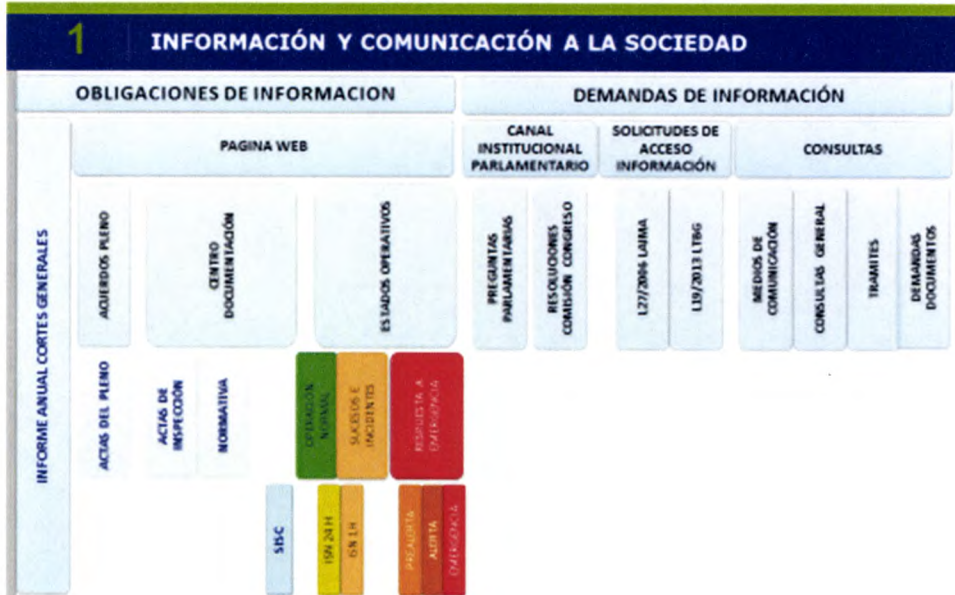 1 INFORMACIÓN Y COMUNICACIÓN A LA SOCIEDAD
OBLIGACIONES DE INFORMACION
DEMANDAS DE INFORMACIÓN
INFORME ANUAL CORTES GENERALES
PAGINA WEB
CANAL
INSTITUCIONAL
PARLAMENTARIO
SOLICITUDES DE
ACCESO
INFORMACIÓN
CONSULTAS
ACUERDOS PLENO
CENTRO
DOCUMENTACIÓN
ESTADOS OPERATIVOS
PREGUNTAS
PARLAMENTARIAS
RESOLUCIONES
COMISIÓN CONGRESO
L27/2006 LAIMA
L19/2013 LTBG
MEDIOS DE
COMUNICACIÓN
CONSULTAS GENERAL
TRAMITES
DEMANDAS
DOCUMENTOS
ACTAS DEL PLENO
ACTAS DE
INSPECCIÓN
NORMATIVA
OPERACIÓN
NORMAL
SUCESOS E
INCIDENTES
RESPUESTA A
EMERGENCIA
SISC
ISN 24 H
ISN 1H
PREALERTA
ALERTA
EMERGENCIA